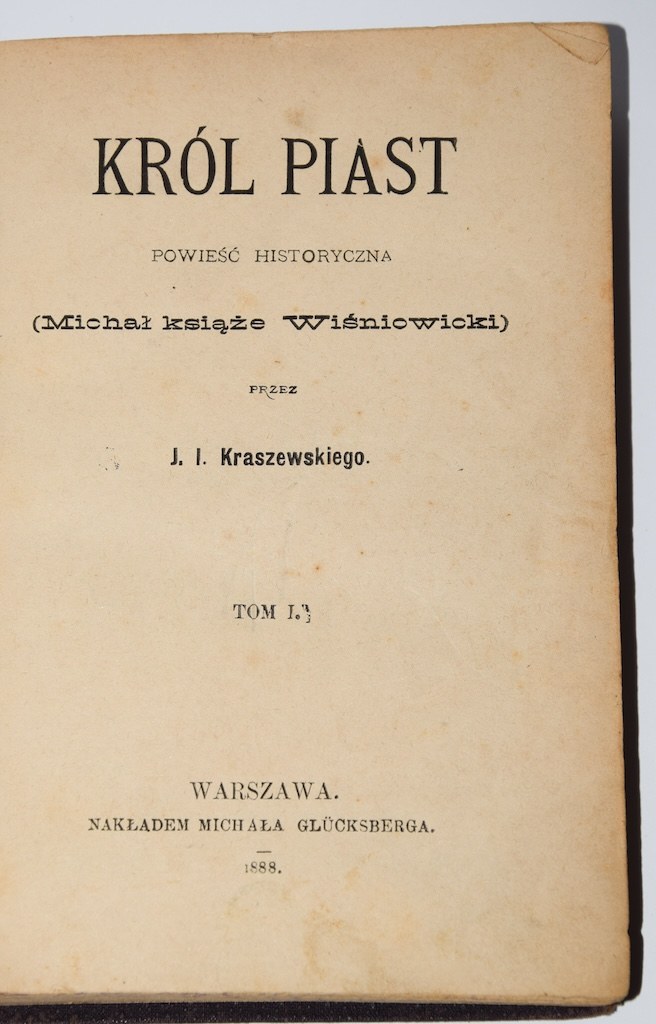 KRÓL PIAST
POWIEŚĆ HISTORYCZNA
(Michał książe Wiśniowicki)
PRZEZ
J. I. Kraszewskiego.
TOM I.
WARSZAWA.
NAKŁADEM MICHAŁA GLÜCKSBERGA.
1888.